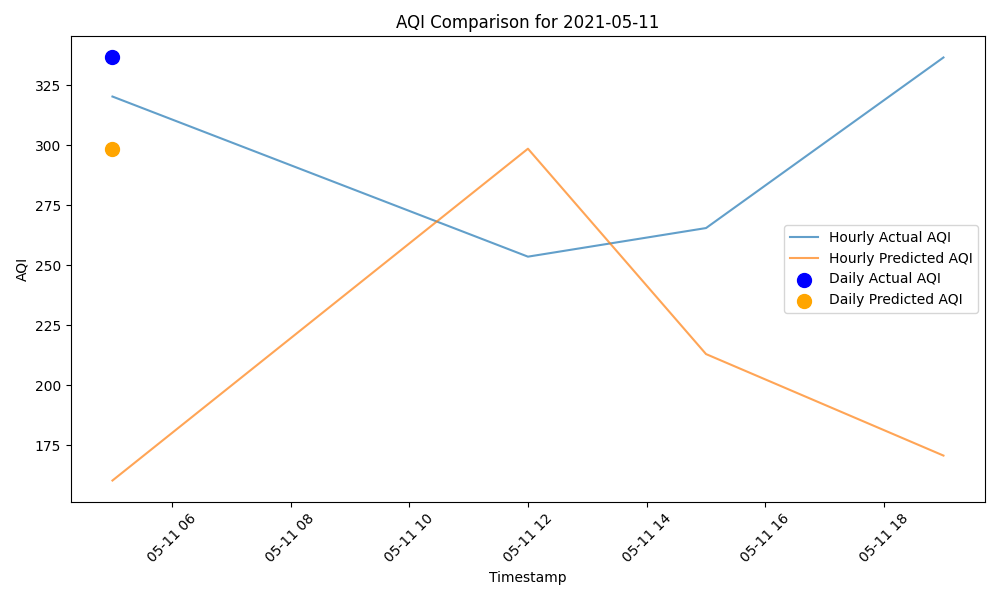 AQI Comparison for 2021-05-11
AQI
325
300
275
250
225
200
175
Hourly Actual AQI
Hourly Predicted AQI
Daily Actual AQI
Daily Predicted AQI
05-11 06
05-11 08
05-11 10
05-11 12
05-11 14
05-11 16
05-11 18
Timestamp